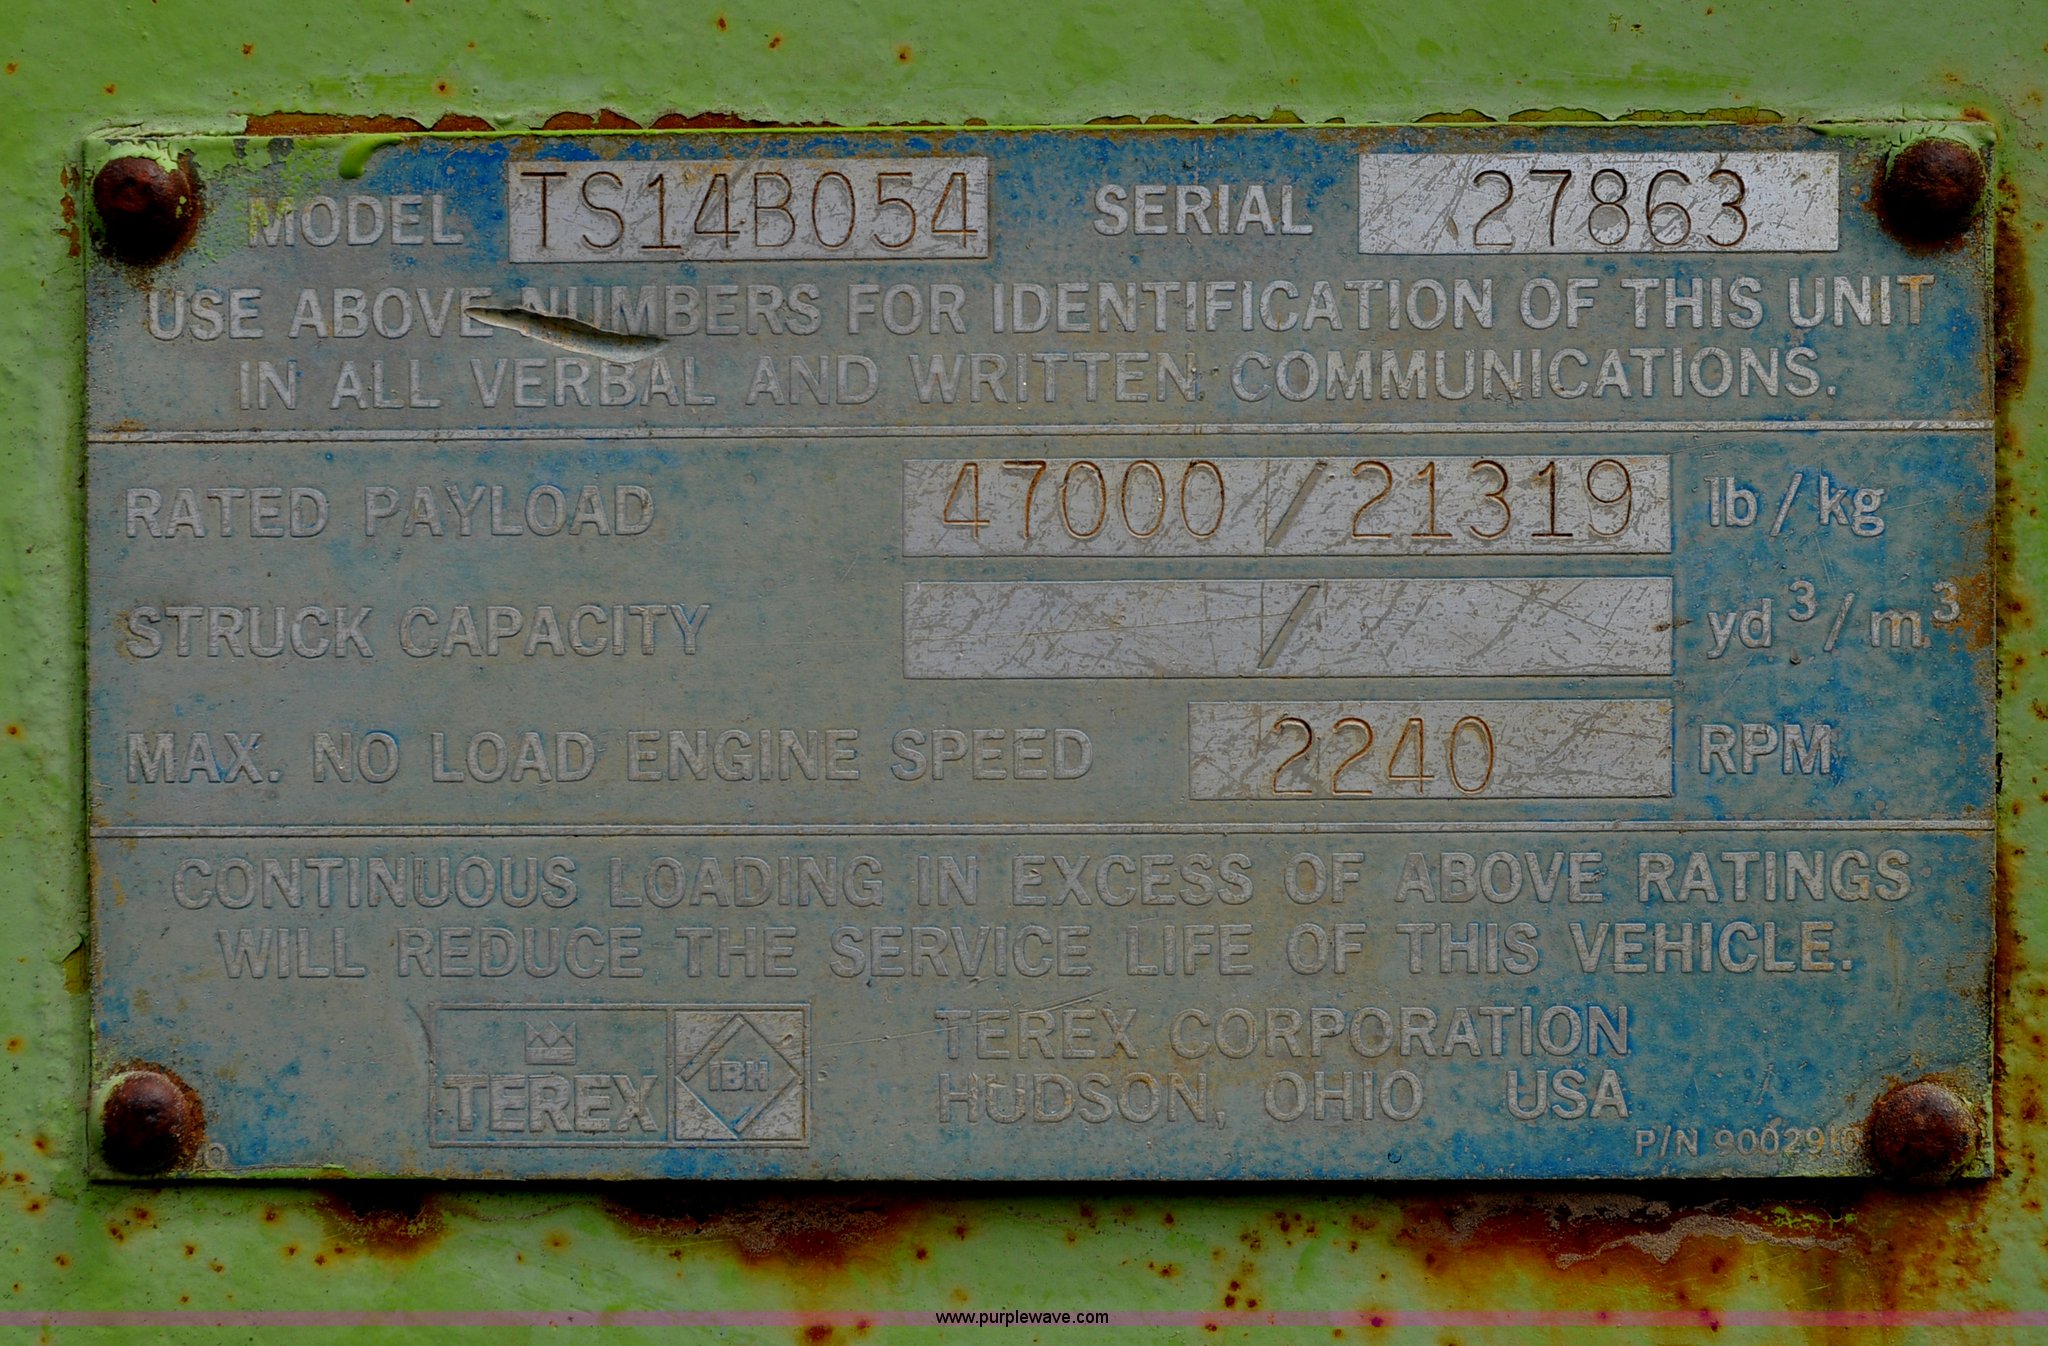 MODEL TS14B054 SERIAL 27863
USE ABOVE NUMBERS FOR IDENTIFICATION OF THIS UNIT
IN ALL VERBAL AND WRITTEN COMMUNICATIONS.
RATED PAYLOAD 47000/21319 lb/kg
STRUCK CAPACITY / yd³/m³
MAX. NO LOAD ENGINE SPEED 2240 RPM
CONTINUOUS LOADING IN EXCESS OF ABOVE RATINGS
WILL REDUCE THE SERVICE LIFE OF THIS VEHICLE.
TEREX IBH
TEREX CORPORATION
HUDSON, OHIO USA
P/N
www.purplewave.com